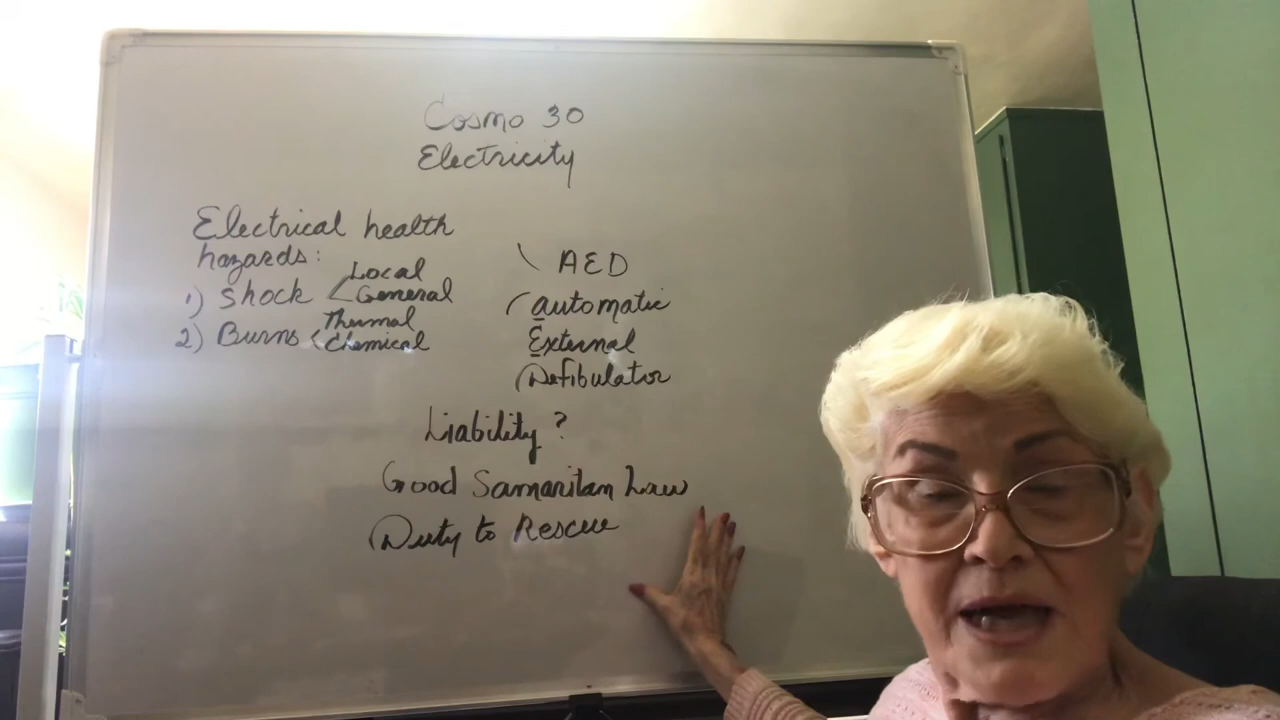 Cosmo 30
Electricity
Electrical health
hazards:
1) Shock < Local
General
2) Burns < Thermal
Chemical
AED
automatic
External
Defibulator
Liability?
Good Samaritan Law
Duty to Rescue